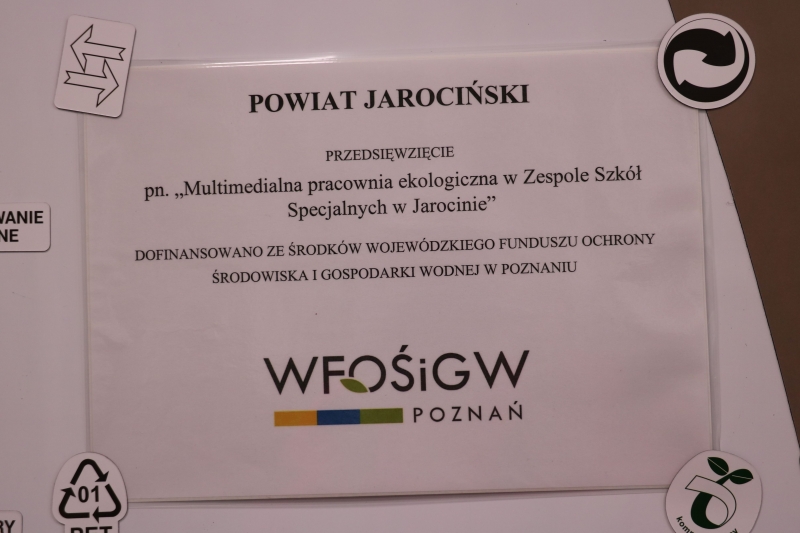 POWIAT JAROCIŃSKI
PRZEDSIĘWZIĘCIE
pn. „Multimedialna pracownia ekologiczna w Zespole Szkół
Specjalnych w Jarocinie”
DOFINANSOWANO ZE ŚRODKÓW WOJEWÓDZKIEGO FUNDUSZU OCHRONY
ŚRODOWISKA I GOSPODARKI WODNEJ W POZNANIU
WFOŚiGW
POZNAŃ
WANIE
NE
01
PET
RY